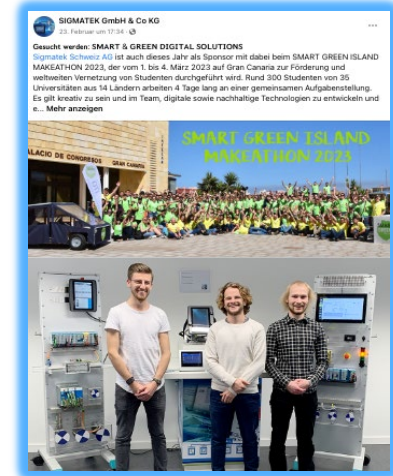 SIGMATEK GmbH & Co KG
23. Februar um 17:34
Gesucht werden: SMART & GREEN DIGITAL SOLUTIONS
Sigmatek Schweiz AG ist auch dieses Jahr als Sponsor mit dabei beim SMART GREEN ISLAND
MAKEATHON 2023, der vom 1. bis 4. März 2023 auf Gran Canaria zur Förderung und
weltweiten Vernetzung von Studenten durchgeführt wird. Rund 300 Studenten von 35
Universitäten aus 14 Ländern arbeiten 4 Tage lang an einer gemeinsamen Aufgabenstellung.
Es gilt kreativ zu sein und im Team, digitale sowie nachhaltige Technologien zu entwickeln und
e... Mehr anzeigen
SMART GREEN ISLAND
MAKEATHON 2023
PALACIO DE CONGRESOS GRAN CANARIA